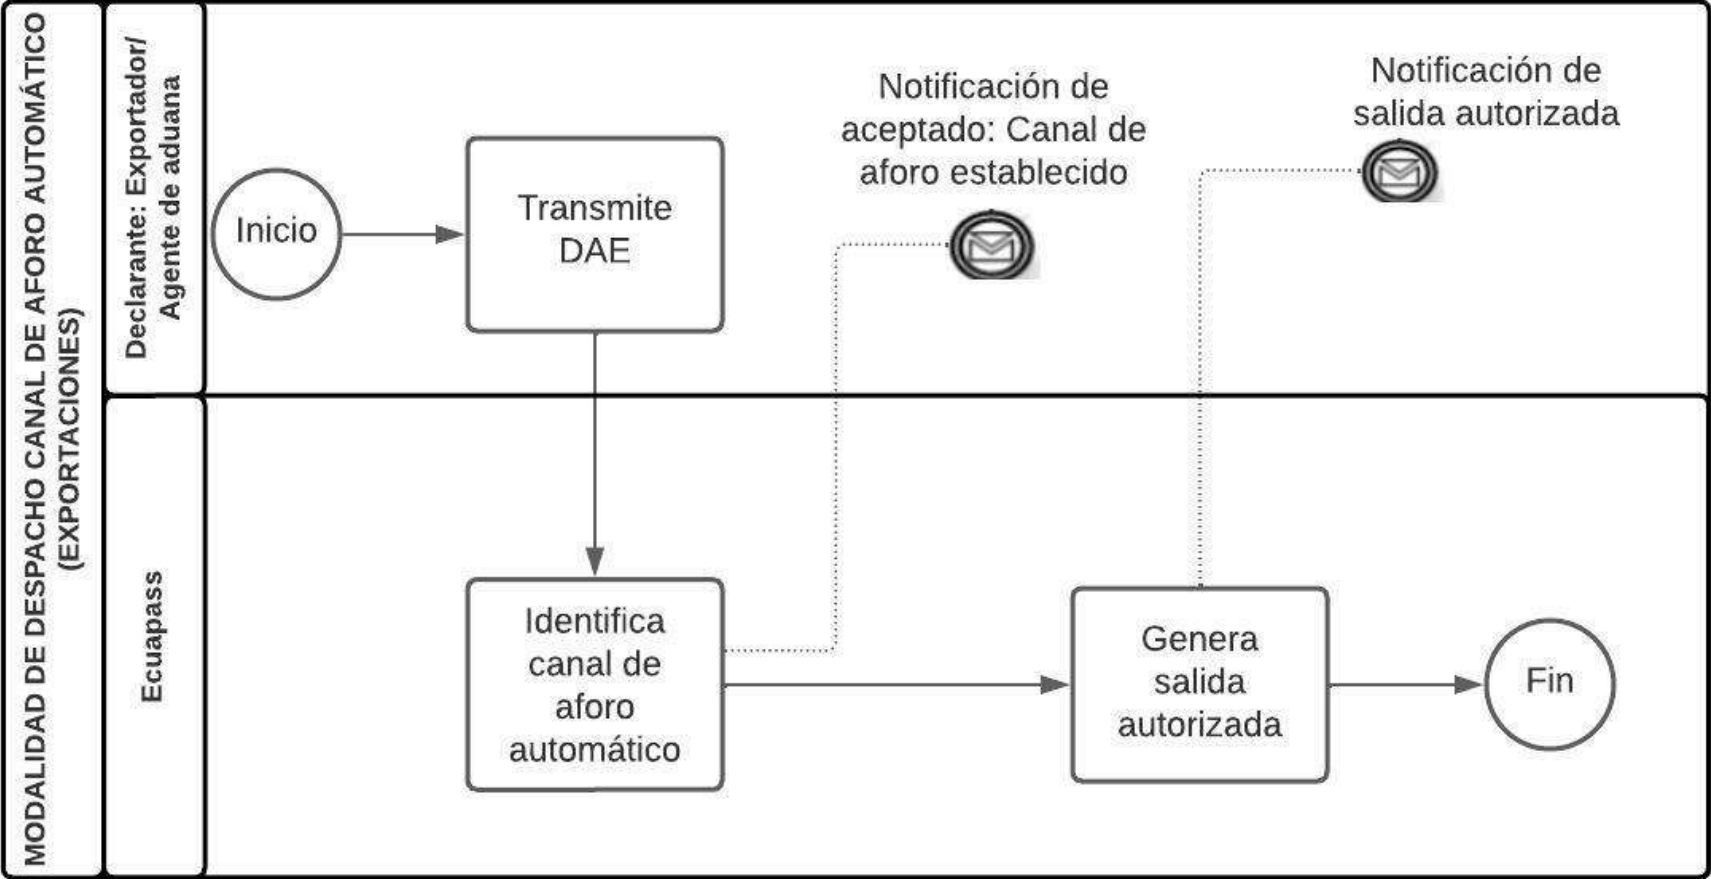 MODALIDAD DE DESPACHO CANAL DE AFORO AUTOMÁTICO
(EXPORTACIONES)
Declarante: Exportador/
Agente de aduana
Inicio
Transmite
DAE
Notificación de
aceptado: Canal de
aforo establecido
Notificación de
salida autorizada
Ecuapass
Identifica
canal de
aforo
automático
Genera
salida
autorizada
Fin